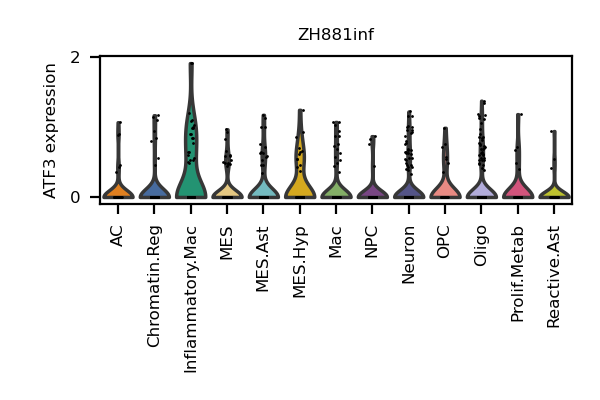 ZH881inf
ATF3 expression
2
0
AC
Chromatin.Reg
Inflammatory.Mac
MES
MES.Ast
MES.Hyp
Mac
NPC
Neuron
OPC
Oligo
Prolif.Metab
Reactive.Ast